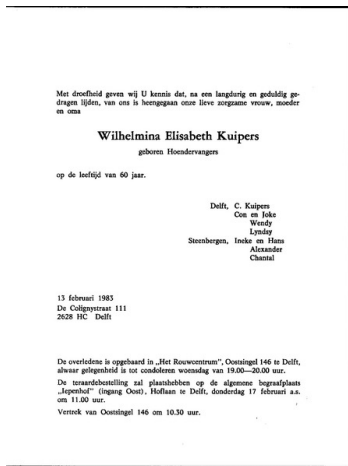 Met droefheid geven wij U kennis dat, na een langdurig en geduldig ge-
dragen lijden, van ons is heengegaan onze lieve zorgzame vrouw, moeder
en oma
Wilhelmina Elisabeth Kuipers
geboren Hoendervangers
op de leeftijd van 60 jaar.
Delft, C. Kuipers
Con en Joke
Wendy
Lyndsy
Steenbergen, Ineke en Hans
Alexander
Chantal
13 februari 1983
De Colignystraat 111
2628 HC Delft
De overledene is opgebaard in „Het Rouwcentrum”, Oostsingel 146 te Delft,
alwaar gelegenheid is tot condoleren woensdag van 19.00—20.00 uur.
De teraardebestelling zal plaatshebben op de algemene begraafplaats
„Iepenhof” (ingang Oost), Hoflaan te Delft, donderdag 17 februari a.s.
om 11.00 uur.
Vertrek van Oostsingel 146 om 10.30 uur.